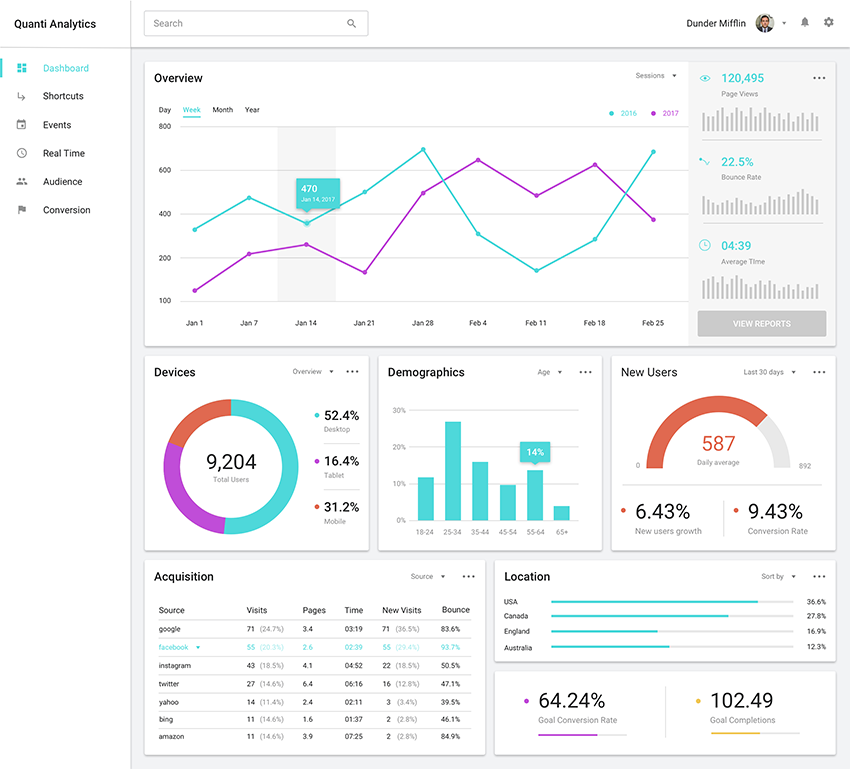 Quanti Analytics
Search
Dunder Mifflin
Dashboard
Shortcuts
Events
Real Time
Audience
Conversion
Overview
Sessions
Day Week Month Year
2016 2017
800
600
400
200
100
470
Jan 14, 2017
Jan 1 Jan 7 Jan 14 Jan 21 Jan 28 Feb 4 Feb 11 Feb 18 Feb 25
120,495
Page Views
22.5%
Bounce Rate
04:39
Average TIme
VIEW REPORTS
Devices
Overview
9,204
Total Users
52.4%
Desktop
16.4%
Tablet
31.2%
Mobile
Demographics
Age
30%
20%
10%
0%
14%
18-24 25-34 35-44 45-54 55-64 65+
New Users
Last 30 days
587
Daily average
0 892
6.43%
New users growth
9.43%
Conversion Rate
Acquisition
Source
Source Visits Pages Time New Visits Bounce
google 71 (24.7%) 3.4 03:19 71 (36.5%) 83.6%
facebook 55 (20.3%) 2.6 02:39 55 (29.4%) 93.7%
instagram 43 (18.5%) 4.1 04:52 22 (18.5%) 50.5%
twitter 27 (14.6%) 6.4 06:16 16 (12.8%) 47.1%
yahoo 14 (11.4%) 2.4 02:11 3 (3.4%) 39.5%
bing 11 (14.6%) 1.6 01:37 2 (2.8%) 46.1%
amazon 11 (14.6%) 3.9 07:25 2 (2.8%) 84.9%
Location
Sort by
USA 36.6%
Canada 27.8%
England 16.9%
Australia 12.3%
64.24%
Goal Conversion Rate
102.49
Goal Completions